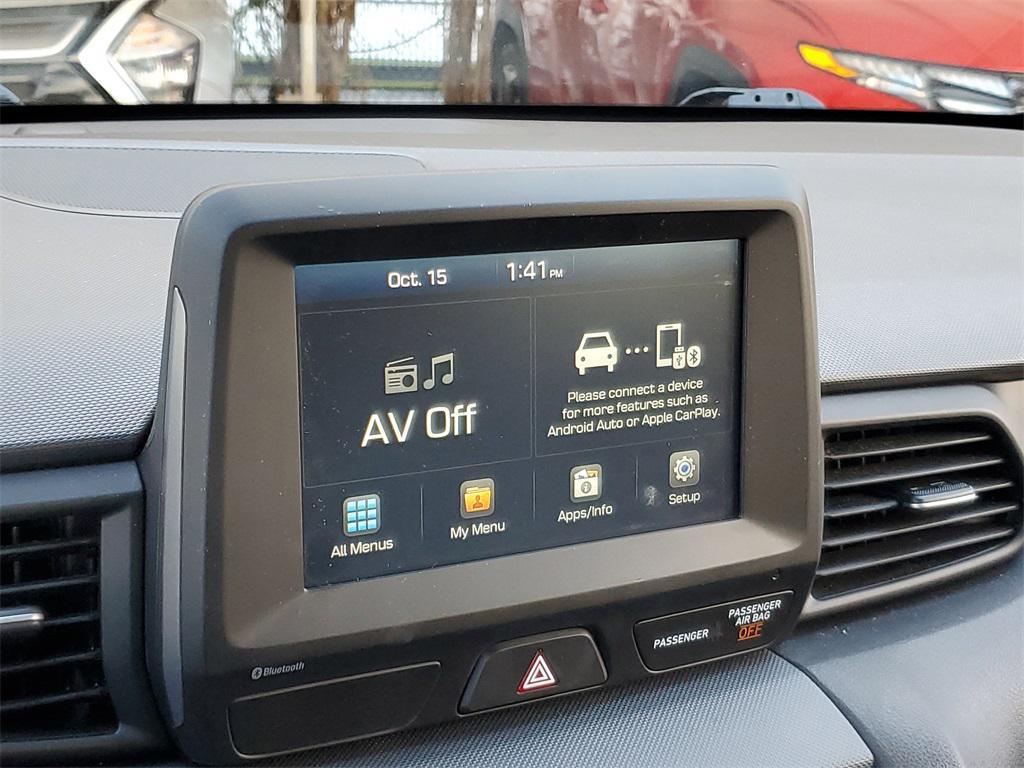 Oct. 15
1:41 PM
AV Off
Please connect a device
for more features such as
Android Auto or Apple CarPlay.
All Menus
My Menu
Apps/Info
Setup
Bluetooth
PASSENGER
PASSENGER
AIR BAG
OFF